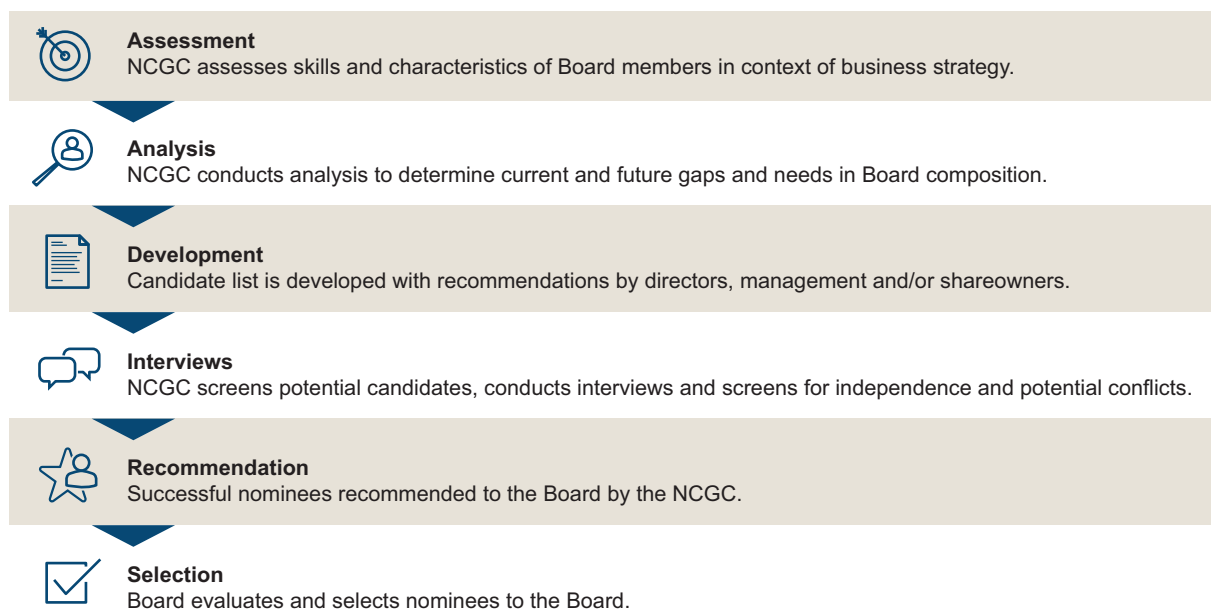 Assessment
NCGC assesses skills and characteristics of Board members in context of business strategy.
Analysis
NCGC conducts analysis to determine current and future gaps and needs in Board composition.
Development
Candidate list is developed with recommendations by directors, management and/or shareowners.
Interviews
NCGC screens potential candidates, conducts interviews and screens for independence and potential conflicts.
Recommendation
Successful nominees recommended to the Board by the NCGC.
Selection
Board evaluates and selects nominees to the Board.